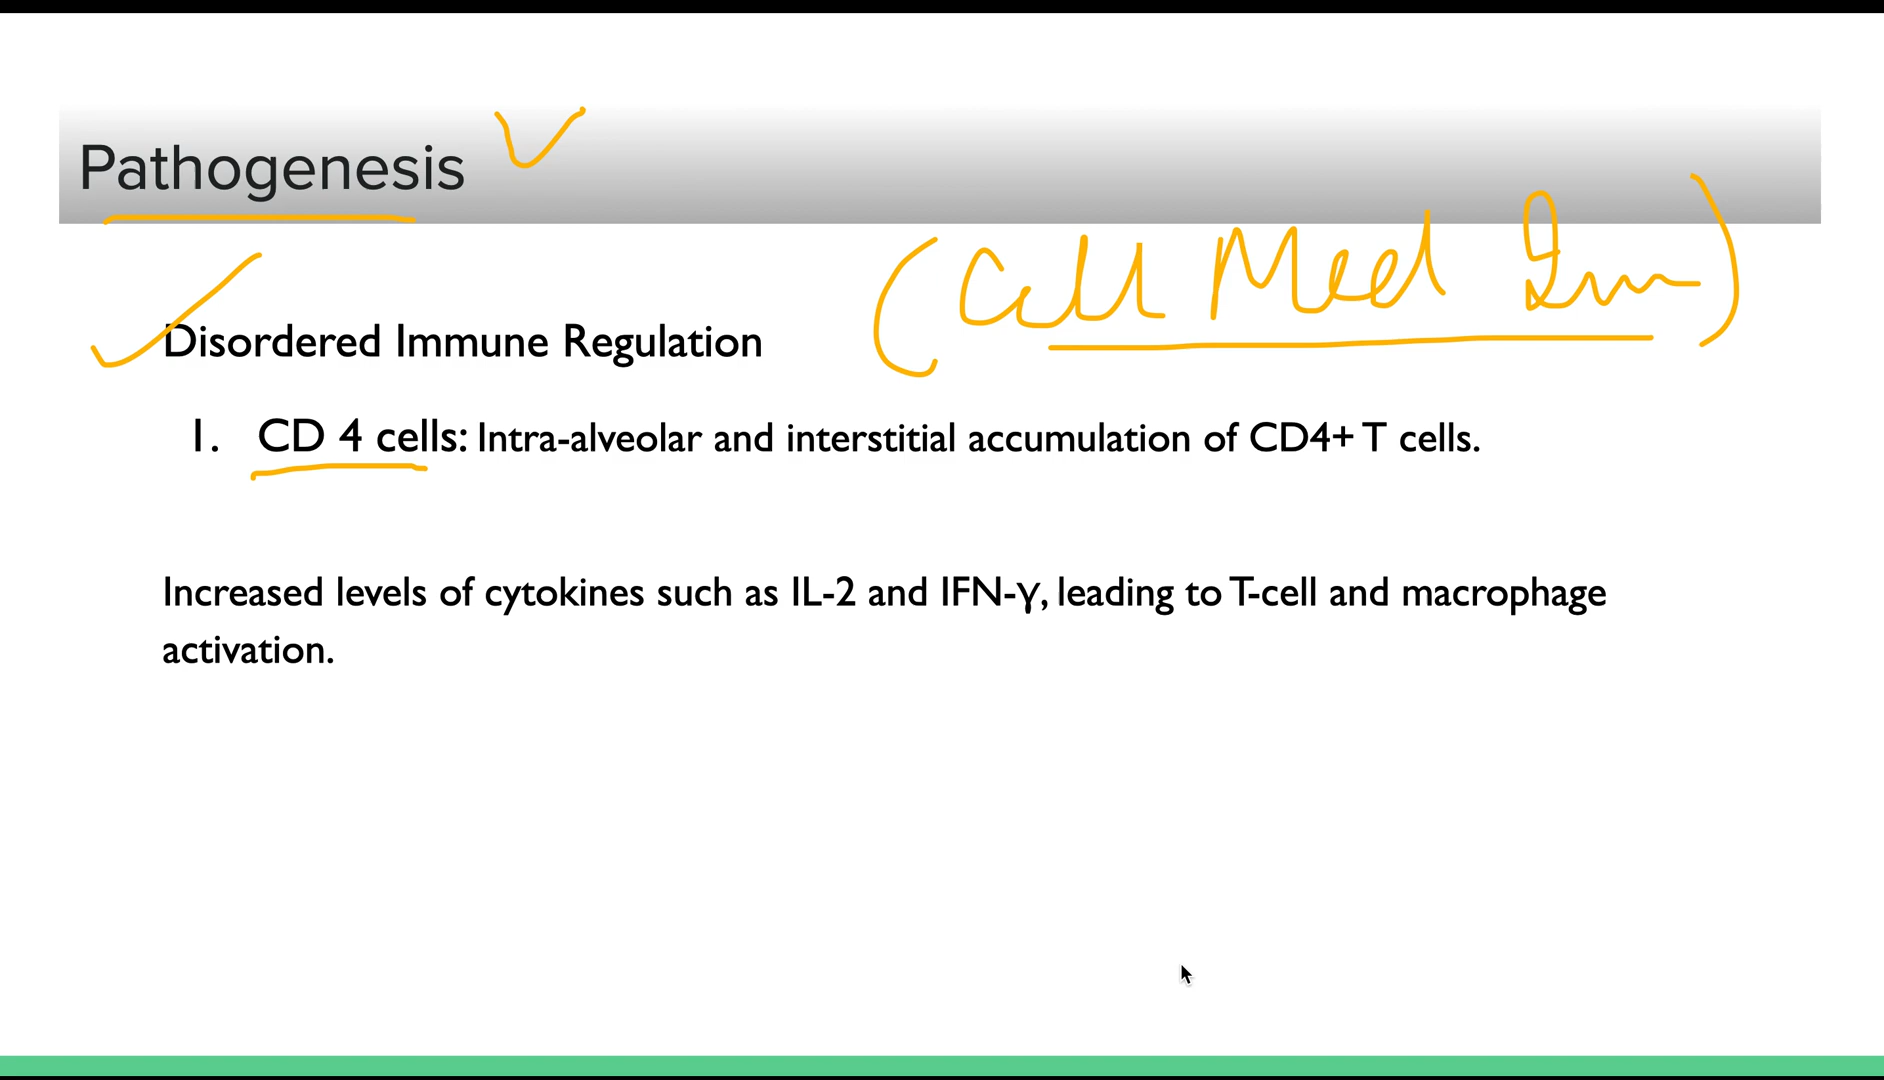 Pathogenesis
(Cell Med Imm)
Disordered Immune Regulation
1. CD 4 cells: Intra-alveolar and interstitial accumulation of CD4+ T cells.
Increased levels of cytokines such as IL-2 and IFN-γ, leading to T-cell and macrophage
activation.